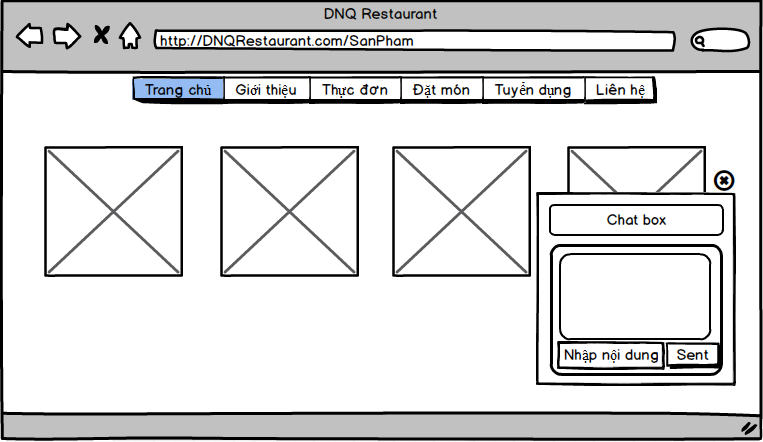 DNQ Restaurant
http://DNQRestaurant.com/SanPham
Trang chủ Giới thiệu Thực đơn Đặt món Tuyển dụng Liên hệ
Chat box
Nhập nội dung Sent